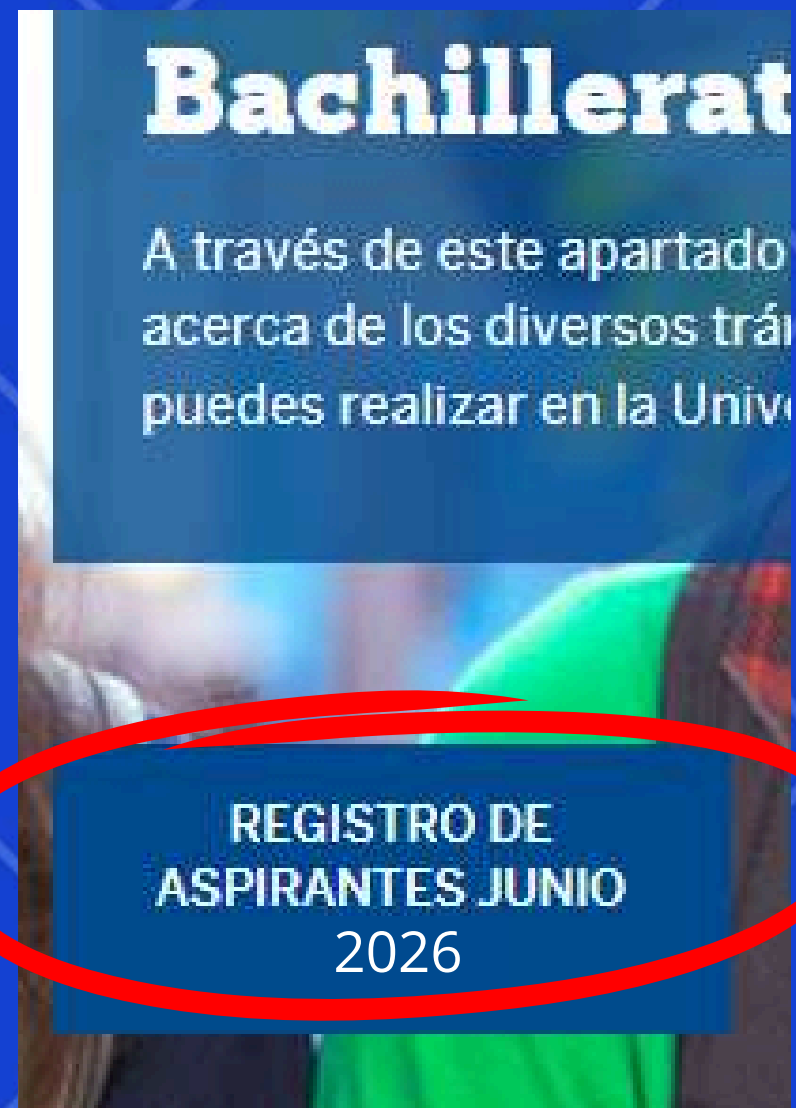 Bachillerat
A través de este apartado
acerca de los diversos trá
puedes realizar en la Univ
REGISTRO DE
ASPIRANTES JUNIO
2026